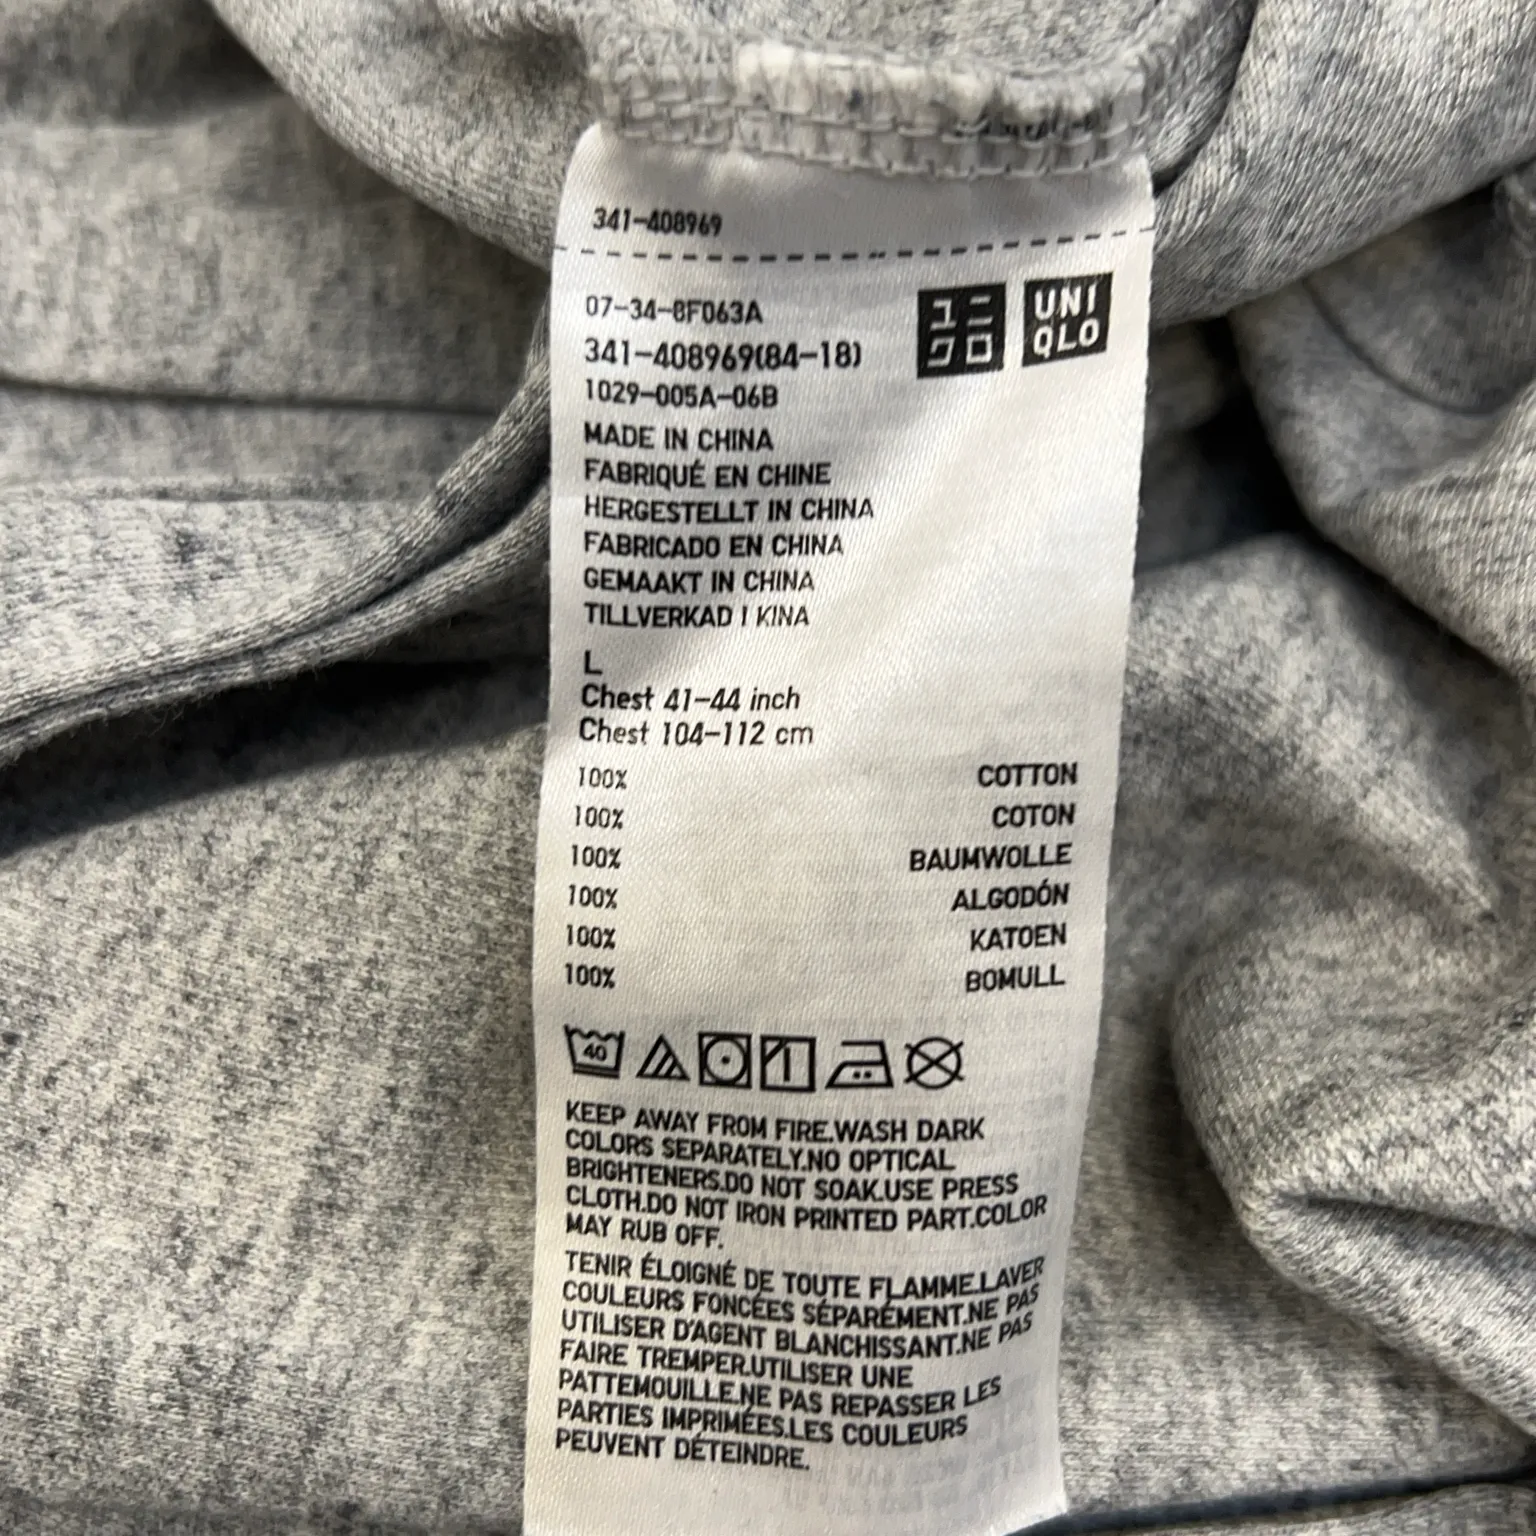 341-408969
07-34-8F063A
341-408969(84-18)
1029-005A-06B
ユニ
クロ
UNI
QLO
MADE IN CHINA
FABRIQUÉ EN CHINE
HERGESTELLT IN CHINA
FABRICADO EN CHINA
GEMAAKT IN CHINA
TILLVERKAD I KINA
L
Chest 41-44 inch
Chest 104-112 cm
100% COTTON
100% COTON
100% BAUMWOLLE
100% ALGODÓN
100% KATOEN
100% BOMULL
40
KEEP AWAY FROM FIRE.WASH DARK
COLORS SEPARATELY.NO OPTICAL
BRIGHTENERS.DO NOT SOAK.USE PRESS
CLOTH.DO NOT IRON PRINTED PART.COLOR
MAY RUB OFF.
TENIR ÉLOIGNÉ DE TOUTE FLAMME.LAVER
COULEURS FONCÉES SÉPARÉMENT.NE PAS
UTILISER D'AGENT BLANCHISSANT.NE PAS
FAIRE TREMPER.UTILISER UNE
PATTEMOUILLE.NE PAS REPASSER LES
PARTIES IMPRIMÉES.LES COULEURS
PEUVENT DÉTEINDRE.